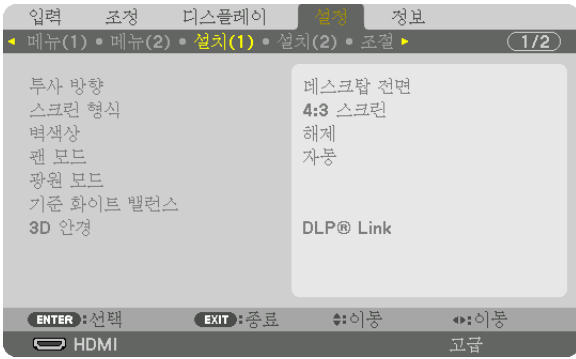 입력 조정 디스플레이 설정 정보
메뉴(1) • 메뉴(2) • 설치(1) • 설치(2) • 조절 1/2
투사 방향 데스크탑 전면
스크린 형식 4:3 스크린
벽색상 해제
팬 모드 자동
광원 모드
기준 화이트 밸런스
3D 안경 DLP® Link
ENTER :선택 EXIT :종료 :이동 :이동
HDMI 고급